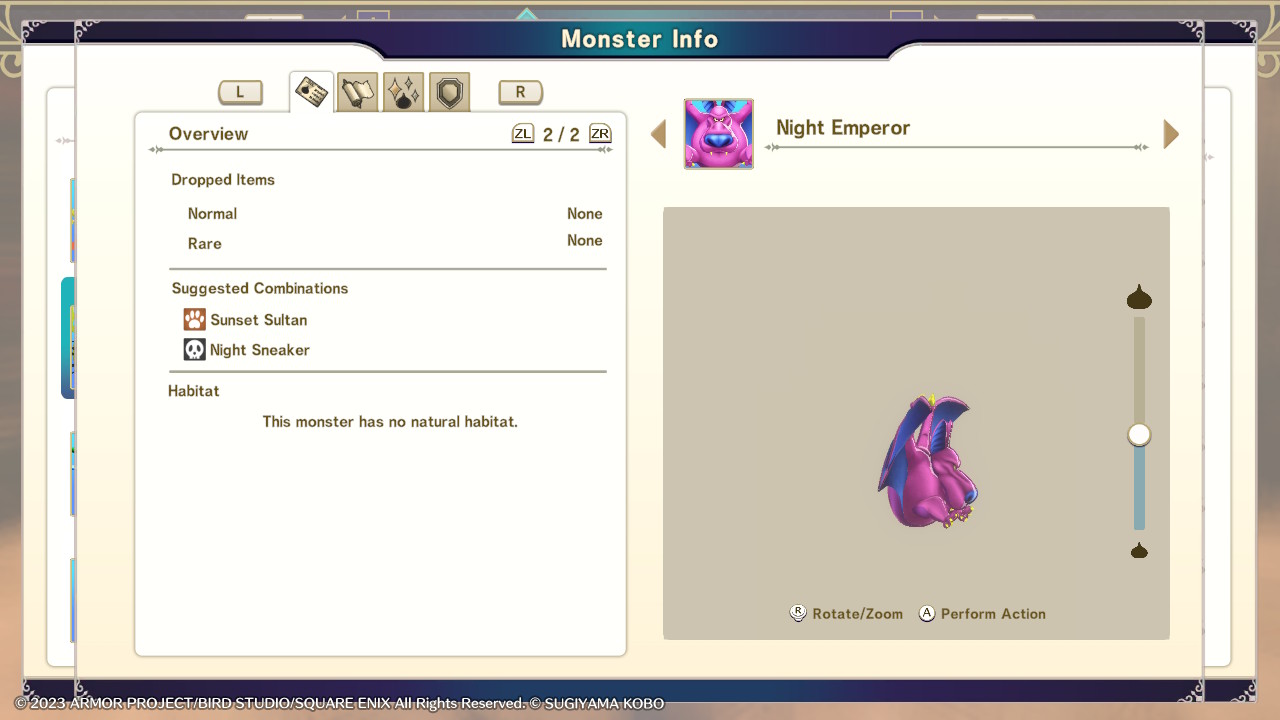 Monster Info
L
R
Overview
ZL 2 / 2 ZR
Dropped Items
Normal None
Rare None
Suggested Combinations
Sunset Sultan
Night Sneaker
Habitat
This monster has no natural habitat.
Night Emperor
R Rotate/Zoom A Perform Action
© 2023 ARMOR PROJECT/BIRD STUDIO/SQUARE ENIX All Rights Reserved. © SUGIYAMA KOBO